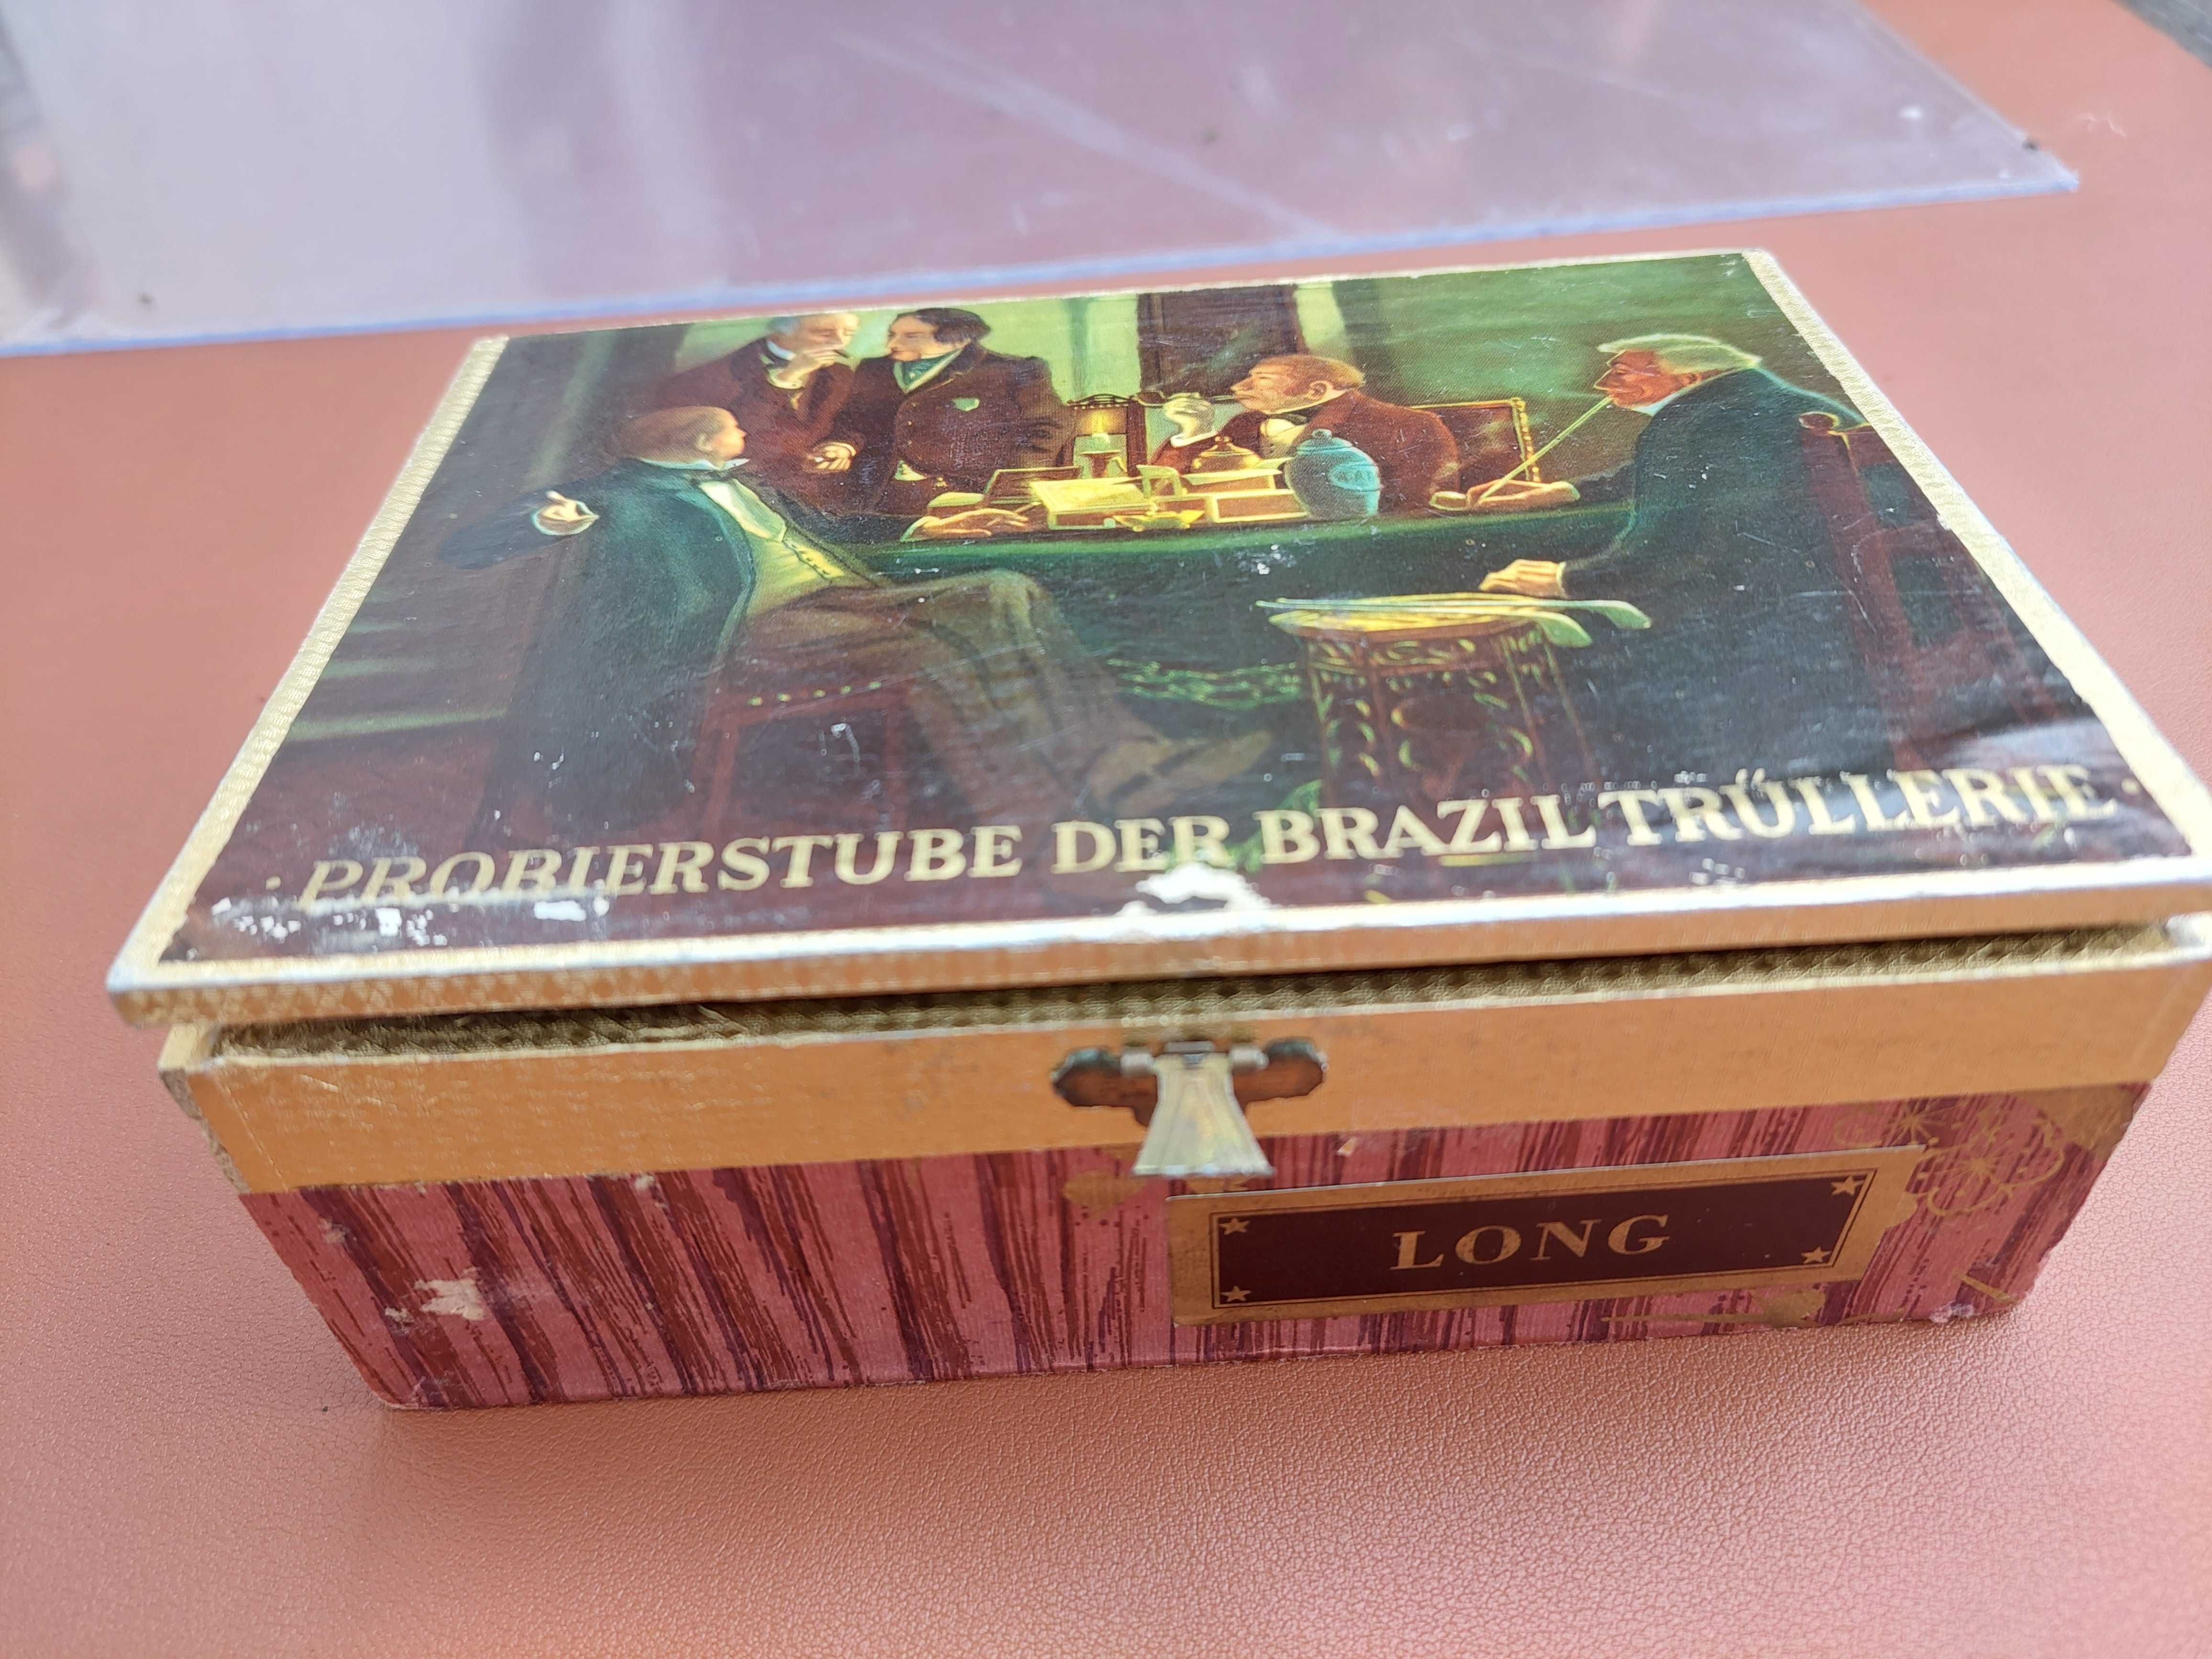 · PROBIERSTUBE DER BRAZIL TRÜLLERIE ·
LONG